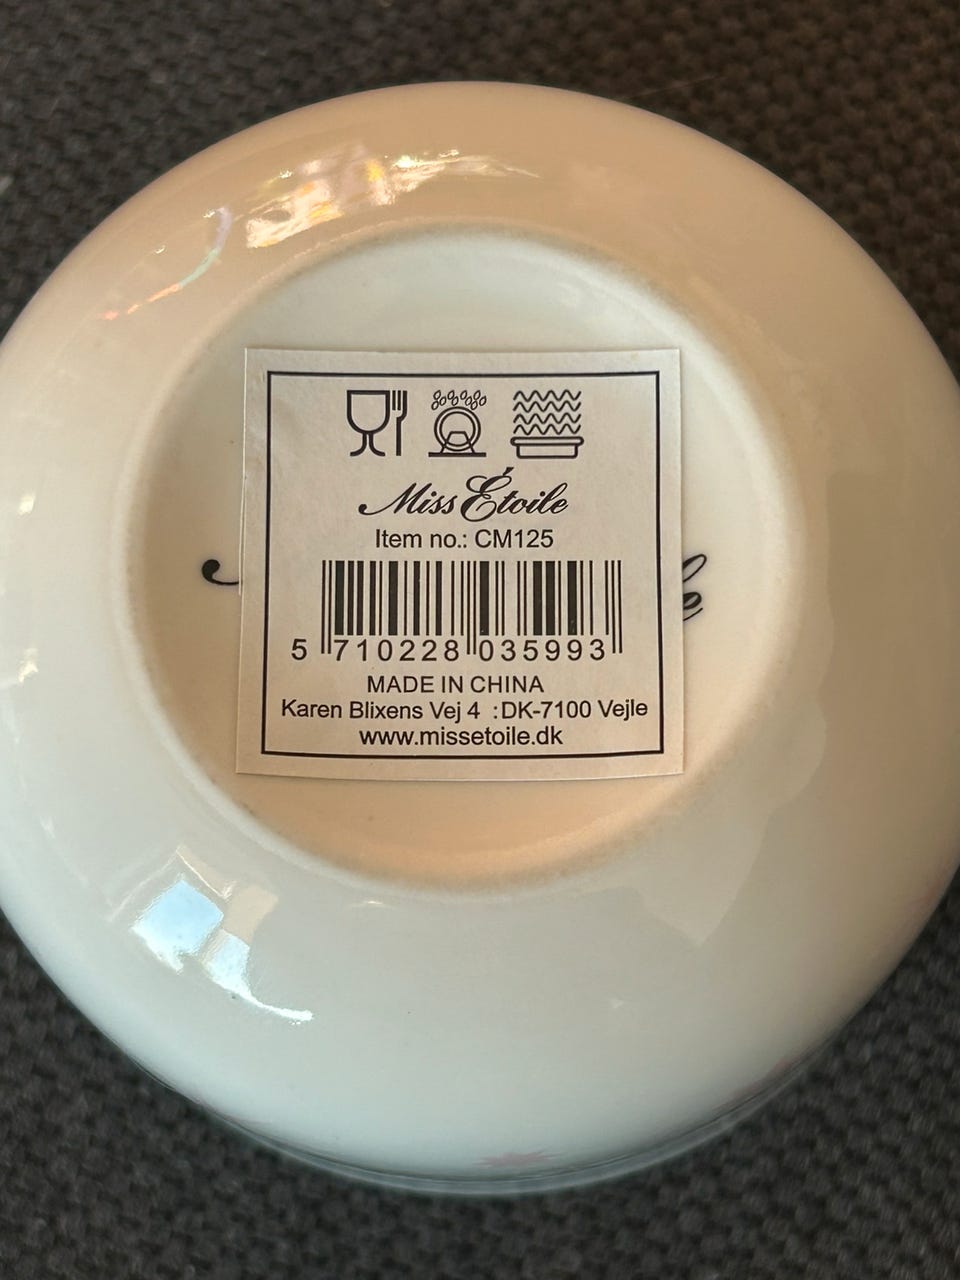 Miss Étoile
Item no.: CM125
5 710228 035993
MADE IN CHINA
Karen Blixens Vej 4 :DK-7100 Vejle
www.missetoile.dk